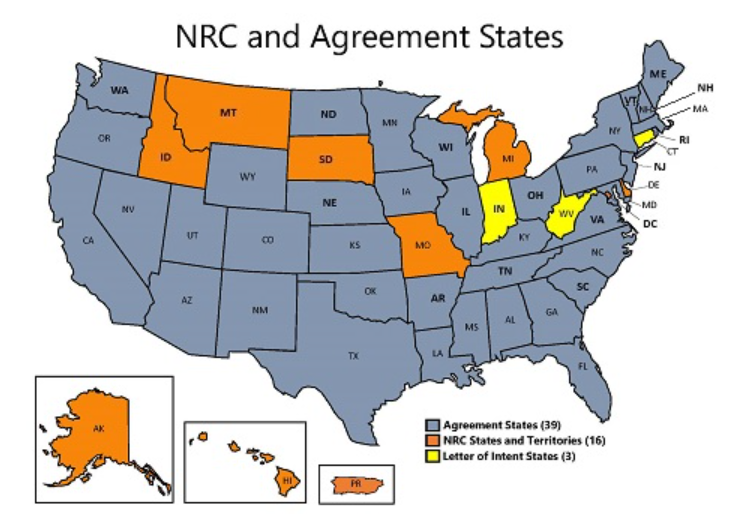 NRC and Agreement States
WA
MT
ND
MN
ME
VT
NH
NH
MA
OR
ID
SD
WI
MI
NY
RI
CT
WY
IA
NE
PA
NJ
DE
MD
DC
NV
UT
CO
KS
MO
IL
IN
OH
WV
VA
KY
CA
AZ
NM
OK
AR
TN
NC
SC
TX
LA
MS
AL
GA
FL
AK
HI
PR
Agreement States (39)
NRC States and Territories (16)
Letter of Intent States (3)